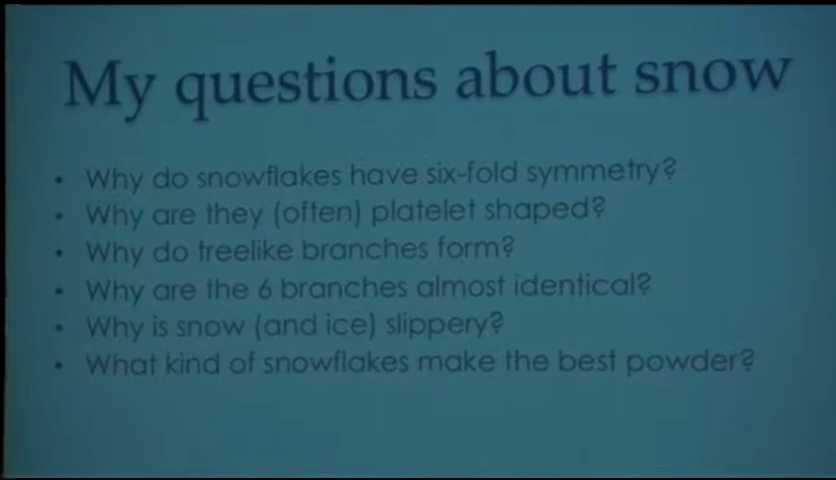 My questions about snow
• Why do snowflakes have six-fold symmetry?
• Why are they (often) platelet shaped?
• Why do treelike branches form?
• Why are the 6 branches almost identical?
• Why is snow (and ice) slippery?
• What kind of snowflakes make the best powder?